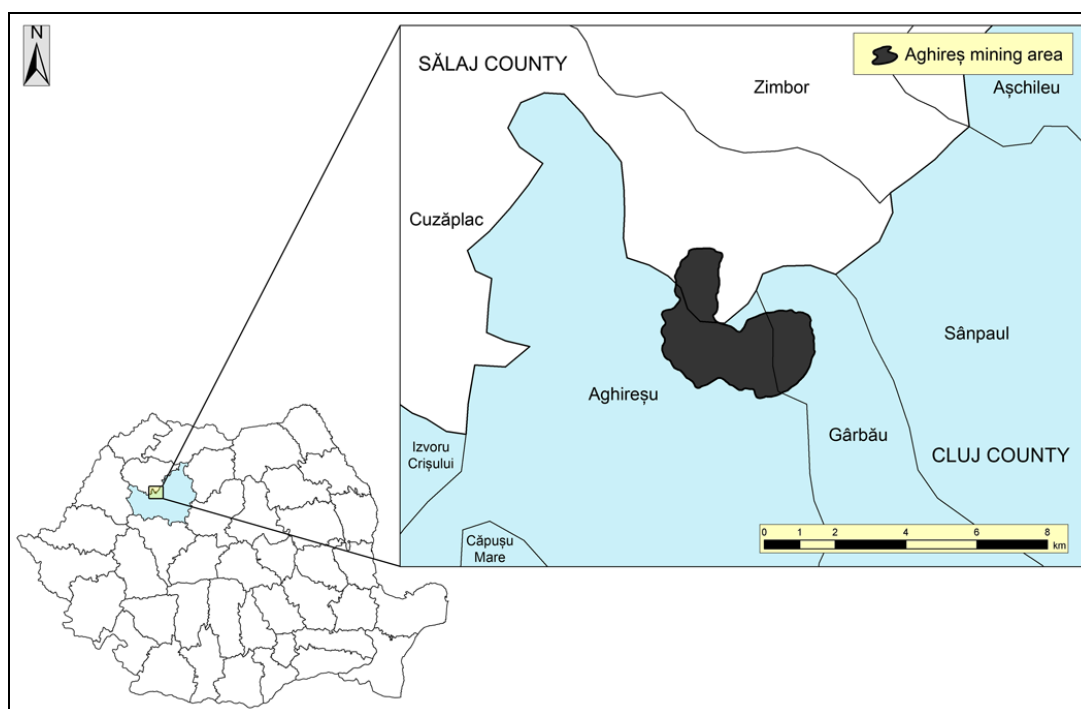 N
SĂLAJ COUNTY
Aghireș mining area
Zimbor
Așchileu
Cuzăplac
Sânpaul
Aghireșu
Gârbău
Izvoru
Crișului
CLUJ COUNTY
Căpușu
Mare
0 1 2 4 6 8
km